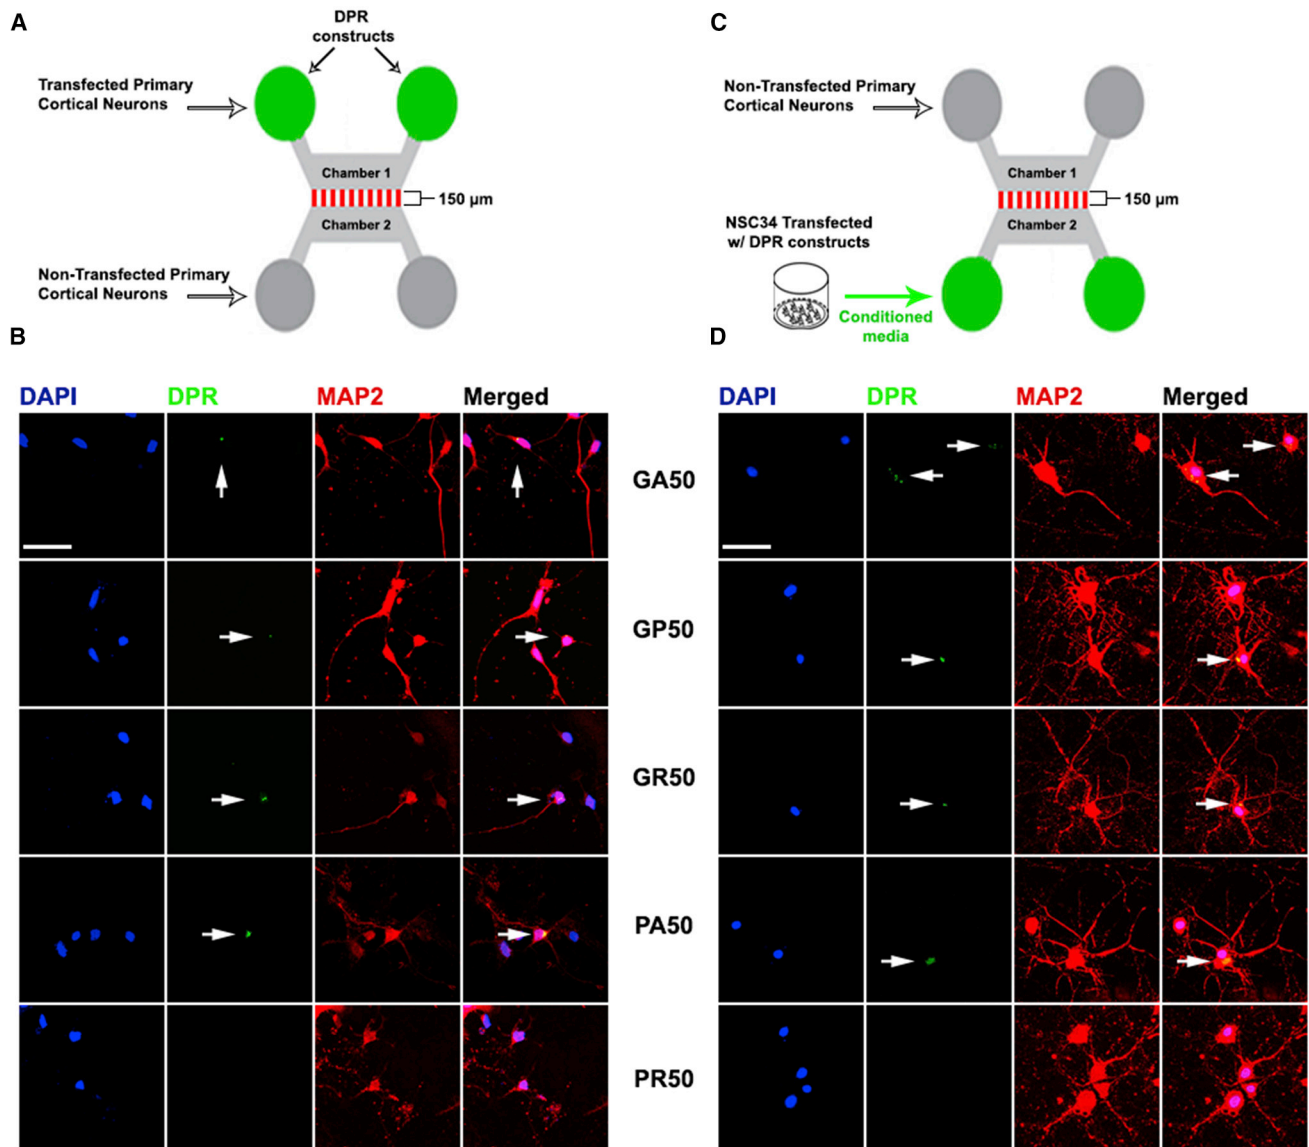 A
DPR
constructs
Transfected Primary
Cortical Neurons
Chamber 1
150 µm
Chamber 2
Non-Transfected Primary
Cortical Neurons
C
Non-Transfected Primary
Cortical Neurons
Chamber 1
150 µm
Chamber 2
NSC34 Transfected
w/ DPR constructs
Conditioned
media
B
DAPI DPR MAP2 Merged
D
DAPI DPR MAP2 Merged
GA50
GP50
GR50
PA50
PR50